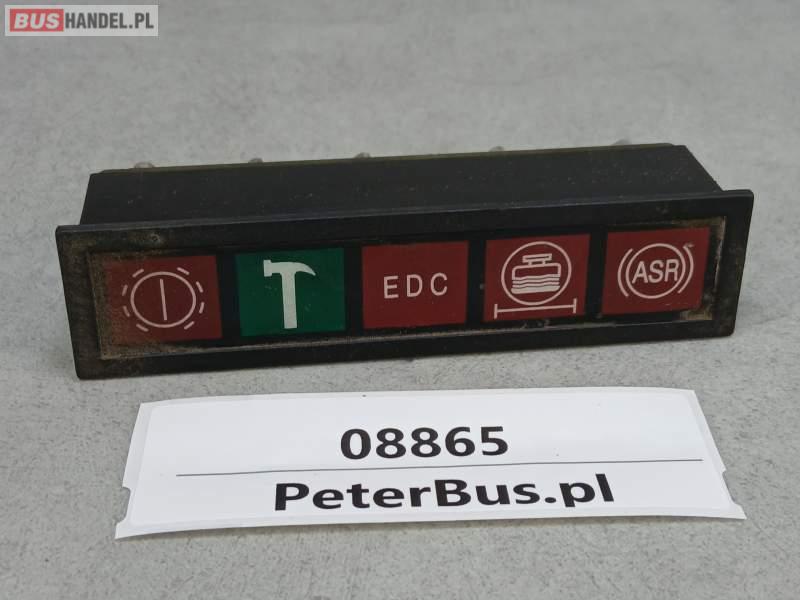 BUSHANDEL.PL
EDC
ASR
08865
PeterBus.pl